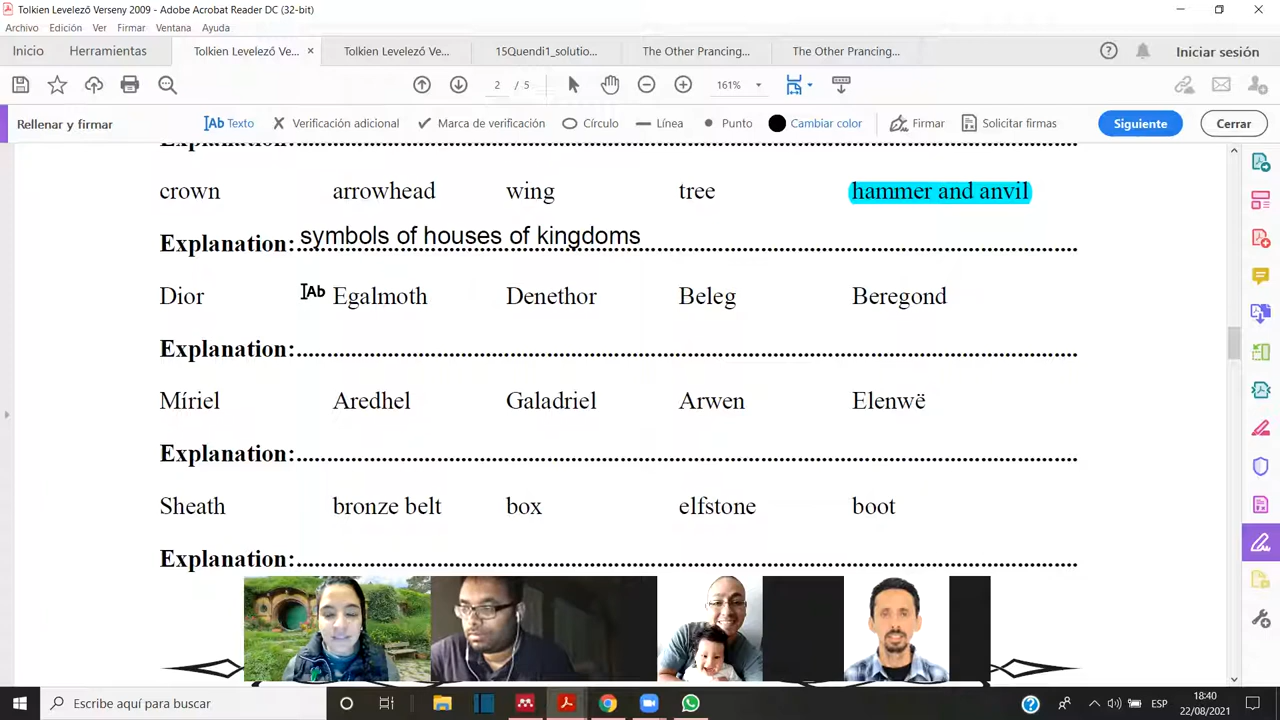 Tolkien Levelező Verseny 2009 - Adobe Acrobat Reader DC (32-bit)
Archivo Edición Ver Firmar Ventana Ayuda
Inicio Herramientas Tolkien Levelező Ve... × Tolkien Levelező Ve... 15Quendi1_solutio... The Other Prancing... The Other Prancing... Iniciar sesión
2 / 5 161%
Rellenar y firmar Ab Texto Verificación adicional Marca de verificación Círculo Línea Punto Cambiar color Firmar Solicitar firmas Siguiente Cerrar
Explanation:
crown arrowhead wing tree hammer and anvil
Explanation: symbols of houses of kingdoms
Dior Ab Egalmoth Denethor Beleg Beregond
Explanation:
Míriel Aredhel Galadriel Arwen Elenwë
Explanation:
Sheath bronze belt box elfstone boot
Explanation:
Escribe aquí para buscar
ESP
18:40
22/08/2021